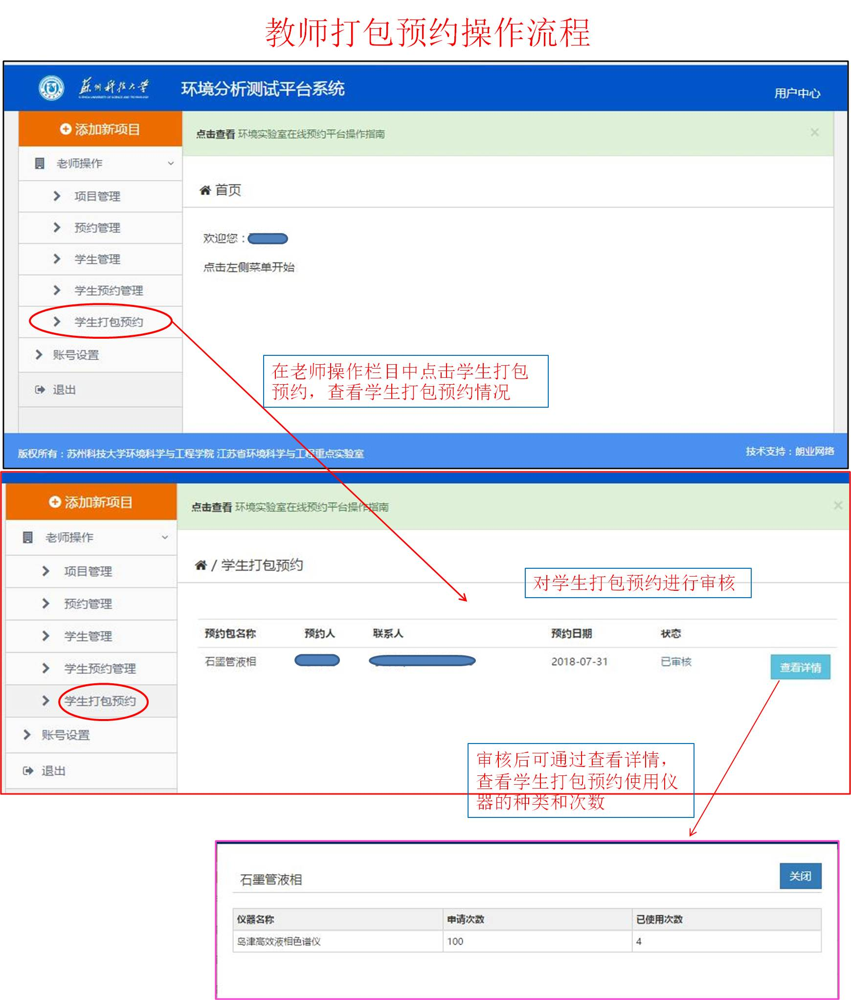 教师打包预约操作流程
苏州科技大学
SUZHOU UNIVERSITY OF SCIENCE AND TECHNOLOGY
环境分析测试平台系统
用户中心
添加新项目
点击查看 环境实验室在线预约平台操作指南
×
老师操作
首页
项目管理
预约管理
欢迎您：
学生管理
点击左侧菜单开始
学生预约管理
学生打包预约
账号设置
在老师操作栏目中点击学生打包
预约，查看学生打包预约情况
退出
版权所有：苏州科技大学环境科学与工程学院 江苏省环境科学与工程重点实验室
技术支持：朗业网络
添加新项目
点击查看 环境实验室在线预约平台操作指南
×
老师操作
/ 学生打包预约
项目管理
对学生打包预约进行审核
预约管理
学生管理
预约包名称 预约人 联系人 预约日期 状态
石墨管液相 2018-07-31 已审核 查看详情
学生预约管理
学生打包预约
账号设置
退出
审核后可通过查看详情，
查看学生打包预约使用仪
器的种类和次数
石墨管液相
关闭
仪器名称 申请次数 已使用次数
岛津高效液相色谱仪 100 4